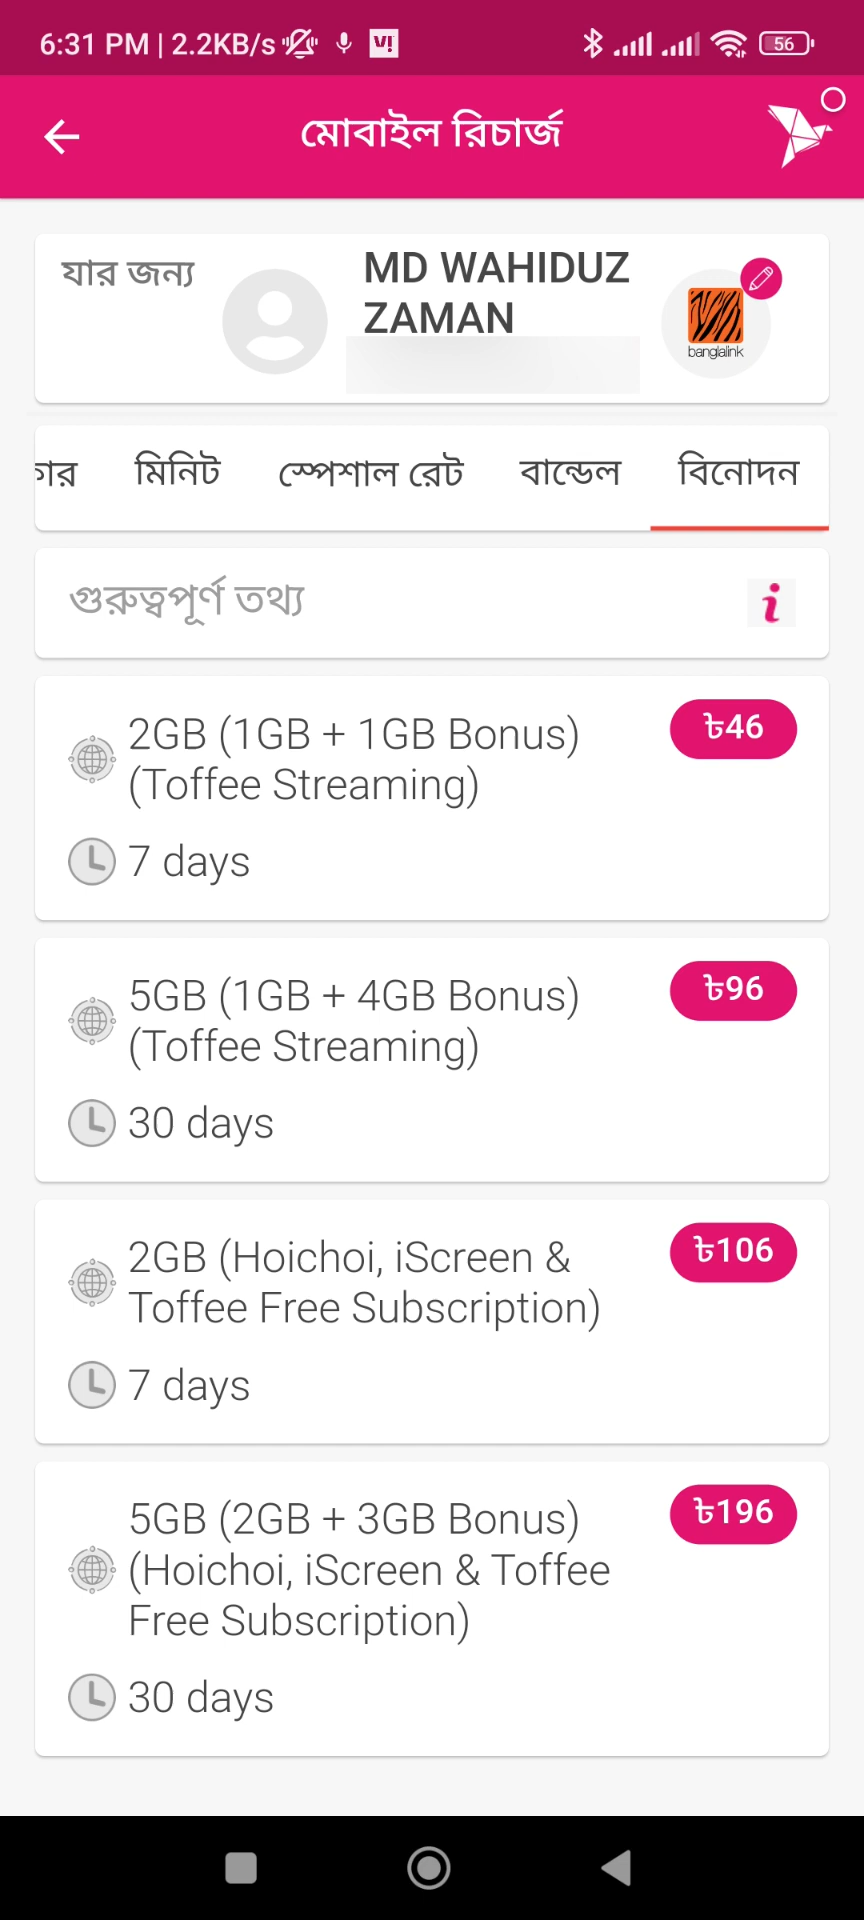 6:31 PM | 2.2KB/s
56
মোবাইল রিচার্জ
যার জন্য
MD WAHIDUZ
ZAMAN
banglalink
মিনিট স্পেশাল রেট বান্ডেল বিনোদন
গুরুত্বপূর্ণ তথ্য
2GB (1GB + 1GB Bonus)
(Toffee Streaming)
৳46
7 days
5GB (1GB + 4GB Bonus)
(Toffee Streaming)
৳96
30 days
2GB (Hoichoi, iScreen &
Toffee Free Subscription)
৳106
7 days
5GB (2GB + 3GB Bonus)
(Hoichoi, iScreen & Toffee
Free Subscription)
৳196
30 days